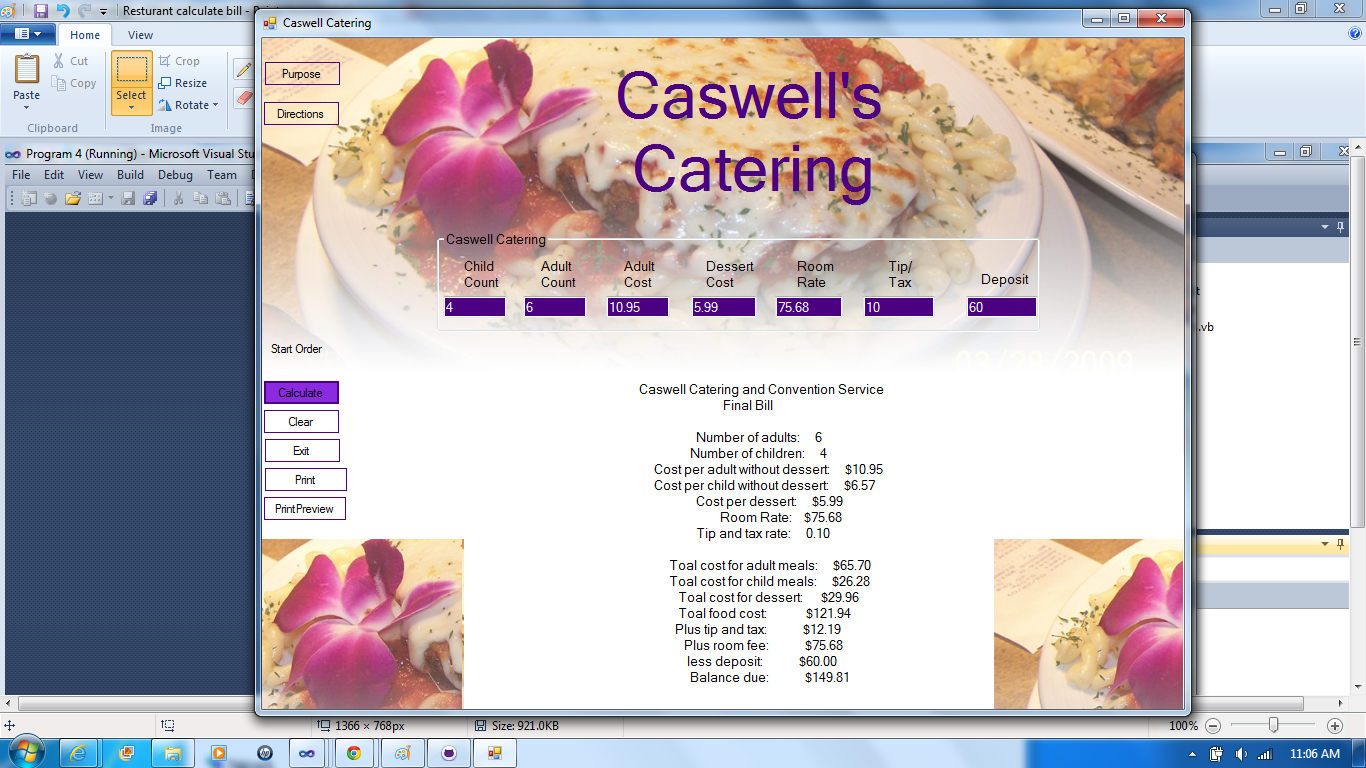 Resturant calculate bill - Pain
Caswell Catering
Home
View
Cut
Copy
Paste
Clipboard
Select
Crop
Resize
Rotate
Image
Program 4 (Running) - Microsoft Visual Stu
File Edit View Build Debug Team
.vb
Purpose
Directions
Caswell's
Catering
Caswell Catering
Child Count
Adult Count
Adult Cost
Dessert Cost
Room Rate
Tip/ Tax
Deposit
4 6 10.95 5.99 75.68 10 60
03/28/2009
Start Order
Calculate
Clear
Exit
Print
PrintPreview
Caswell Catering and Convention Service
Final Bill
Number of adults: 6
Number of children: 4
Cost per adult without dessert: $10.95
Cost per child without dessert: $6.57
Cost per dessert: $5.99
Room Rate: $75.68
Tip and tax rate: 0.10
Toal cost for adult meals: $65.70
Toal cost for child meals: $26.28
Toal cost for dessert: $29.96
Toal food cost: $121.94
Plus tip and tax: $12.19
Plus room fee: $75.68
less deposit: $60.00
Balance due: $149.81
1366 × 768px
Size: 921.0KB
100%
11:06 AM